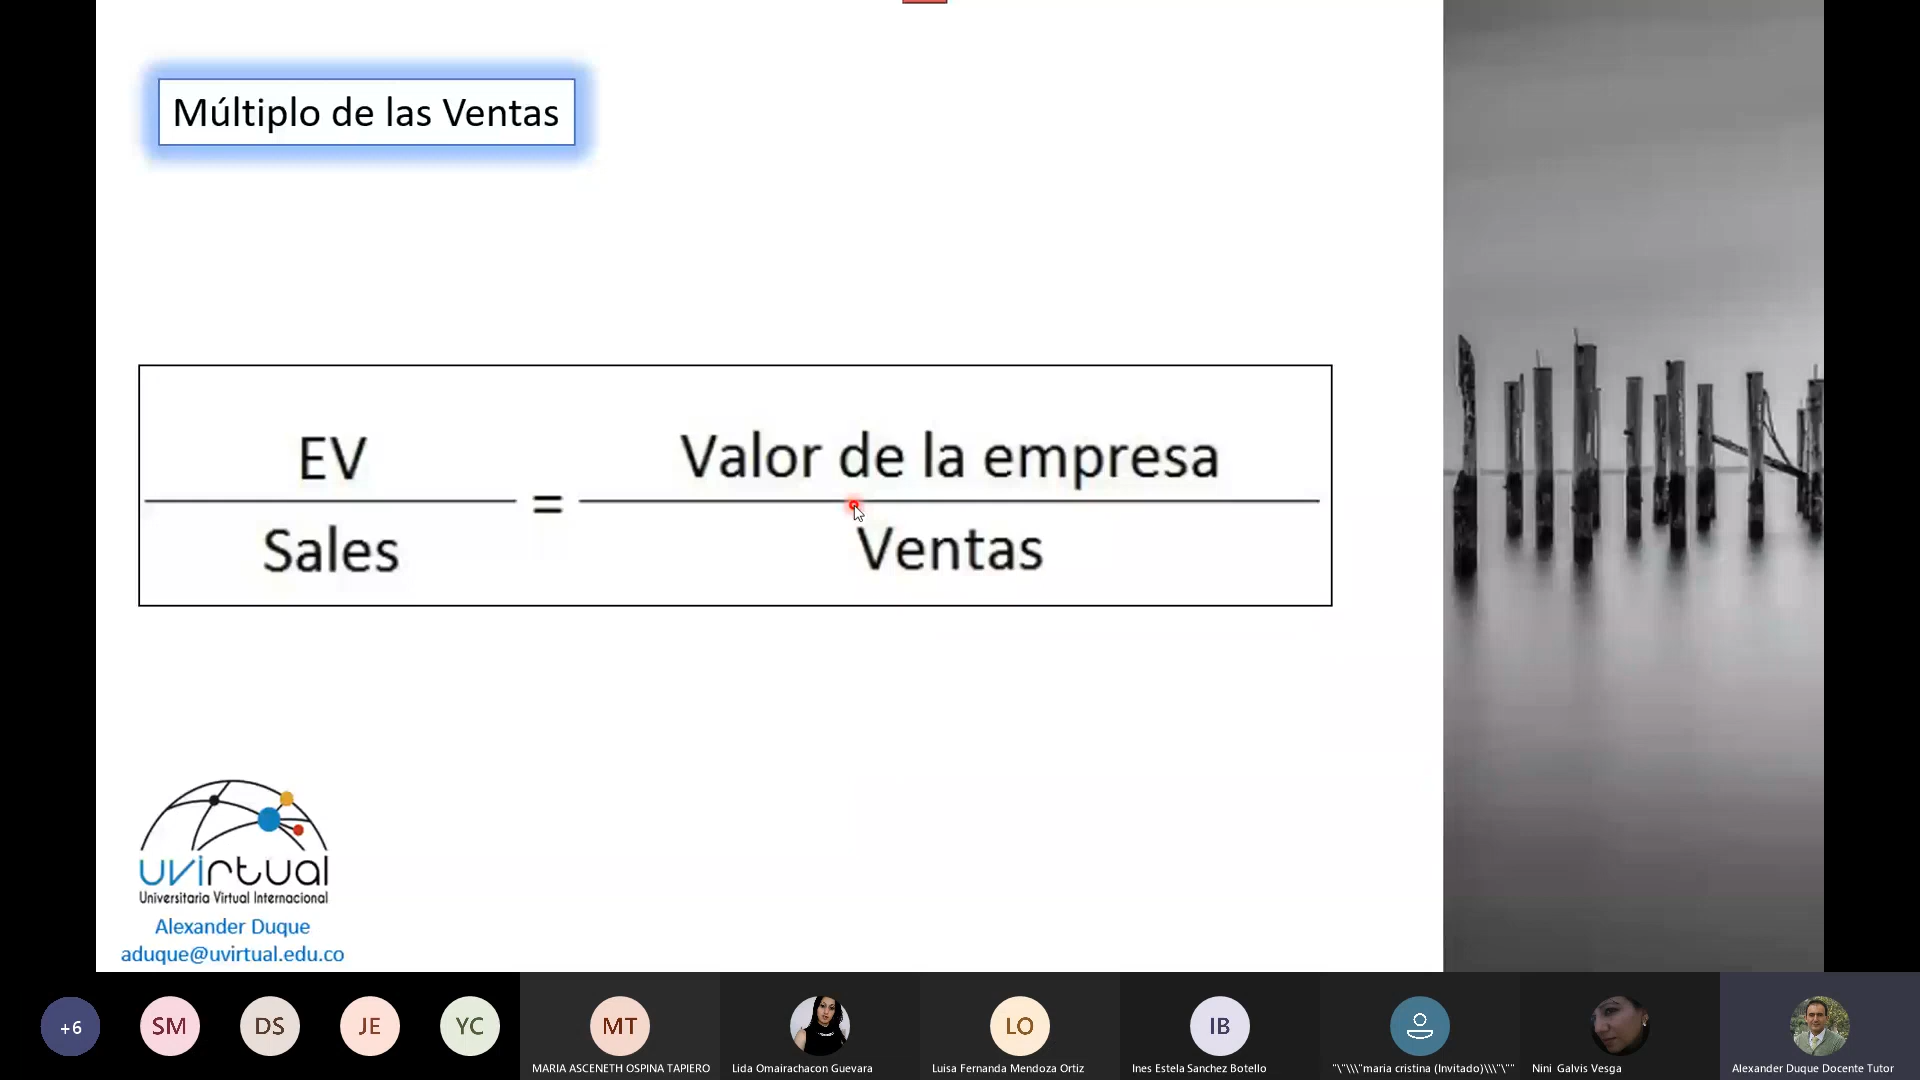 Múltiplo de las Ventas
EV
Sales
=
Valor de la empresa
Ventas
uvirtual
Universitaria Virtual Internacional
Alexander Duque
aduque@uvirtual.edu.co
+6
SM
DS
JE
YC
MT
LO
IB
MARIA ASCENETH OSPINA TAPIERO
Lida Omairachacon Guevara
Luisa Fernanda Mendoza Ortiz
Ines Estela Sanchez Botello
"\"\\\"maria cristina (Invitado)\\\"\""
Nini Galvis Vesga
Alexander Duque Docente Tutor